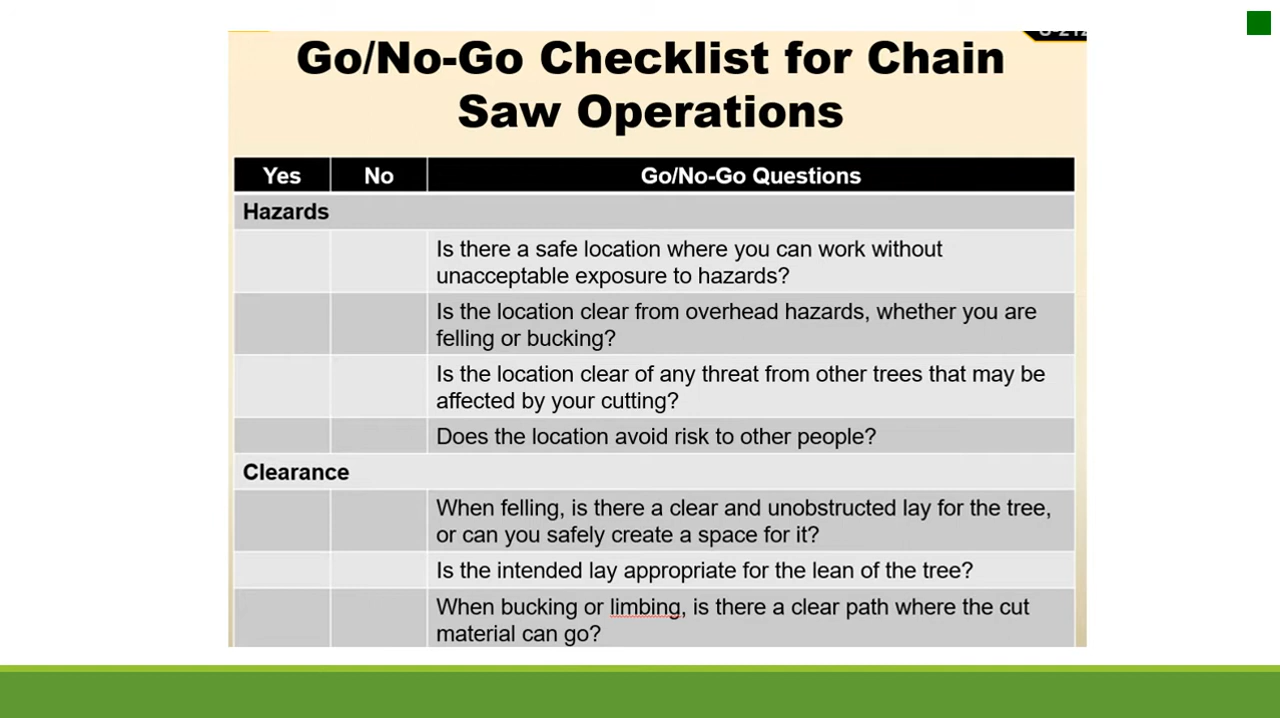 Go/No-Go Checklist for Chain
Saw Operations
Yes No Go/No-Go Questions
Hazards
Is there a safe location where you can work without
unacceptable exposure to hazards?
Is the location clear from overhead hazards, whether you are
felling or bucking?
Is the location clear of any threat from other trees that may be
affected by your cutting?
Does the location avoid risk to other people?
Clearance
When felling, is there a clear and unobstructed lay for the tree,
or can you safely create a space for it?
Is the intended lay appropriate for the lean of the tree?
When bucking or limbing, is there a clear path where the cut
material can go?